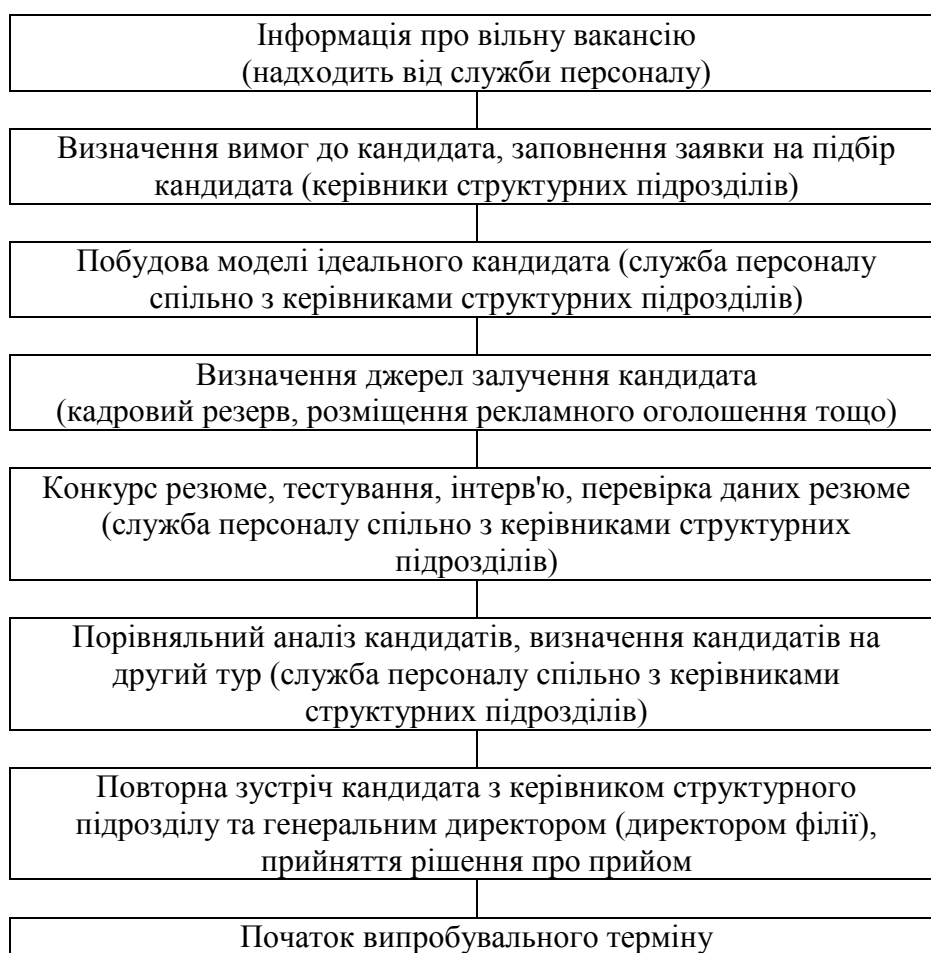 Інформація про вільну вакансію
(надходить від служби персоналу)
Визначення вимог до кандидата, заповнення заявки на підбір
кандидата (керівники структурних підрозділів)
Побудова моделі ідеального кандидата (служба персоналу
спільно з керівниками структурних підрозділів)
Визначення джерел залучення кандидата
(кадровий резерв, розміщення рекламного оголошення тощо)
Конкурс резюме, тестування, інтерв'ю, перевірка даних резюме
(служба персоналу спільно з керівниками структурних
підрозділів)
Порівняльний аналіз кандидатів, визначення кандидатів на
другий тур (служба персоналу спільно з керівниками
структурних підрозділів)
Повторна зустріч кандидата з керівником структурного
підрозділу та генеральним директором (директором філії),
прийняття рішення про прийом
Початок випробувального терміну